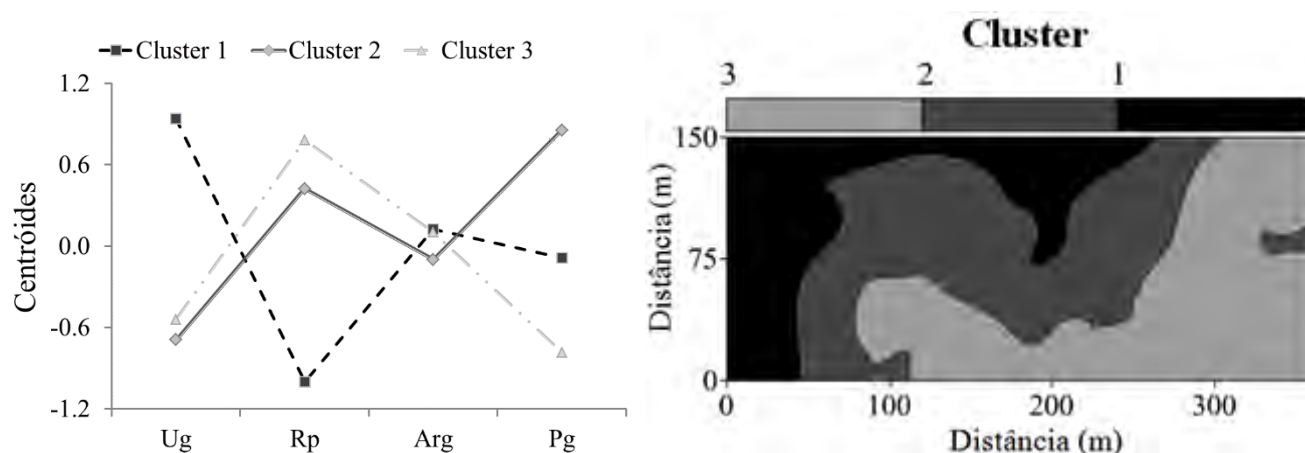 Cluster 1 Cluster 2 Cluster 3
Centróides
1.2
0.6
0.0
-0.6
-1.2
Ug Rp Arg Pg
Cluster
3 2 1
Distância (m)
150
75
0
0 100 200 300
Distância (m)